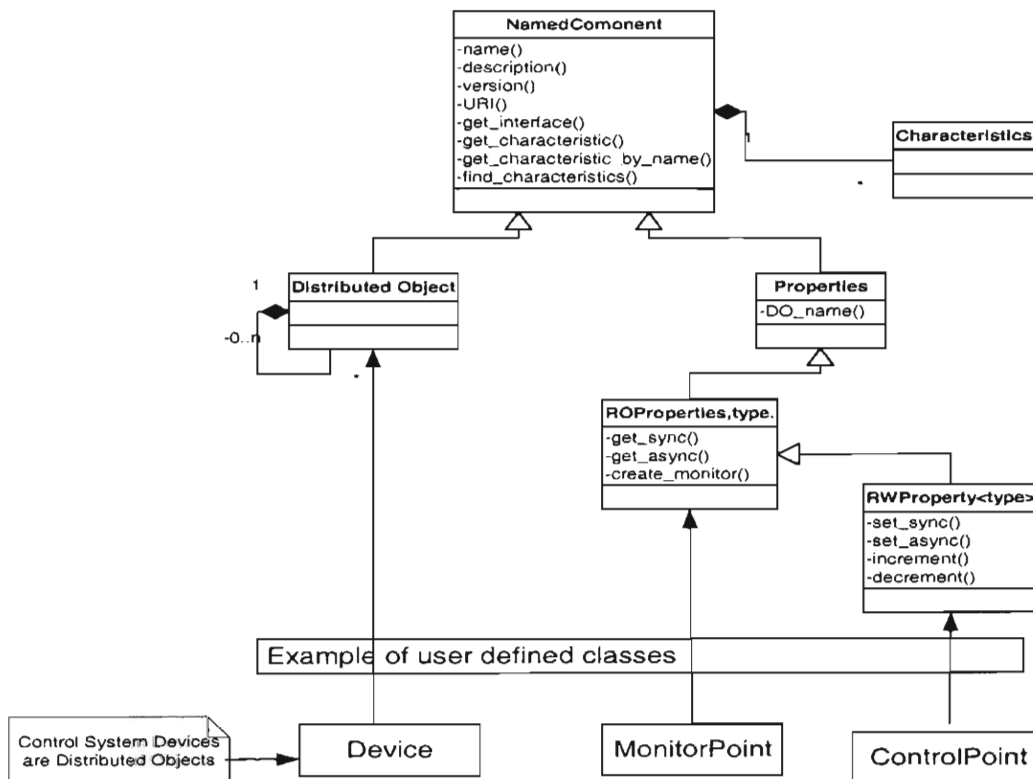 NamedComonent
-name()
-description()
-version()
-URI()
-get_interface()
-get_characteristic()
-get_characteristic_by_name()
-find_characteristics()
1
Characteristics
1
Distributed Object
-0..n
Properties
-DO_name()
ROProperties,type.
-get_sync()
-get_async()
-create_monitor()
RWProperty<type>
-set_sync()
-set_async()
-increment()
-decrement()
Example of user defined classes
Control System Devices
are Distributed Objects
Device
MonitorPoint
ControlPoint